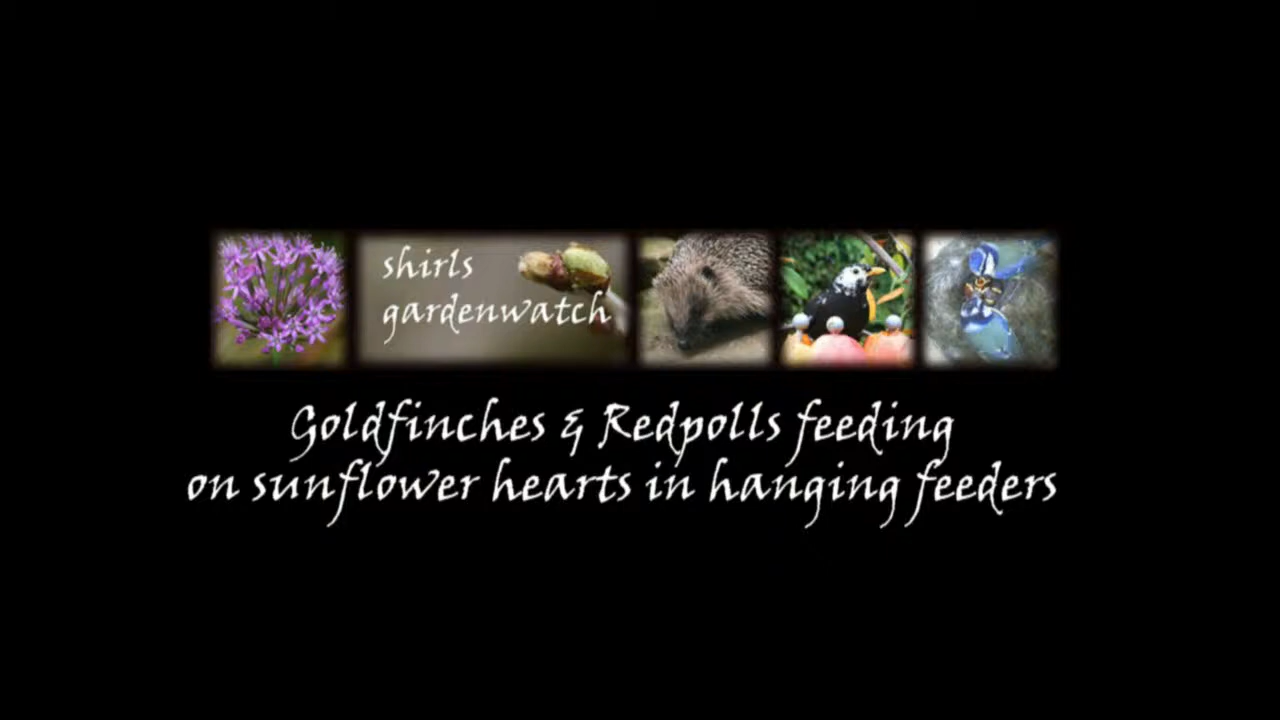 shirls
gardenwatch
Goldfinches & Redpolls feeding
on sunflower hearts in hanging feeders